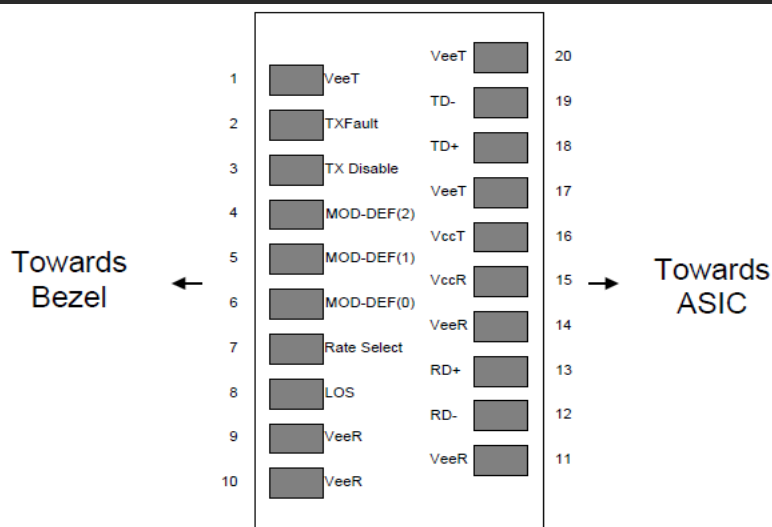 VeeT 20
1 VeeT
TD- 19
2 TXFault
TD+ 18
3 TX Disable
VeeT 17
4 MOD-DEF(2)
VccT 16
5 MOD-DEF(1)
Towards Bezel
VccR 15
Towards ASIC
6 MOD-DEF(0)
VeeR 14
7 Rate Select
RD+ 13
8 LOS
RD- 12
9 VeeR
VeeR 11
10 VeeR